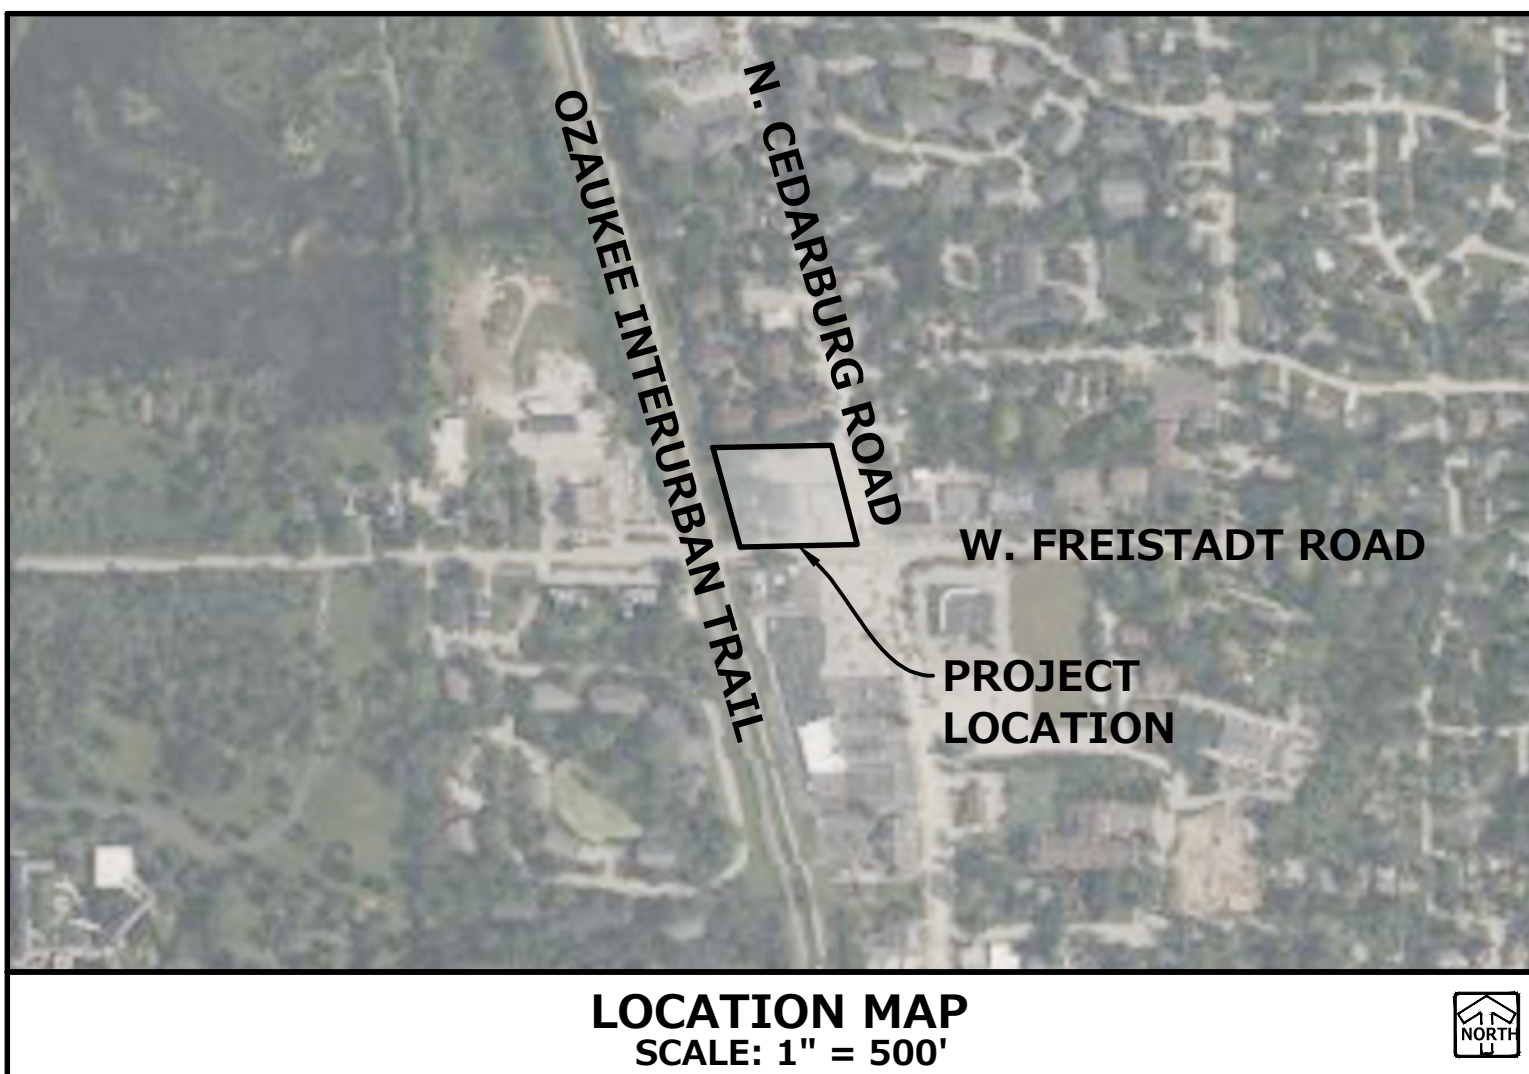 N. CEDARBURG ROAD
OZAUKEE INTERURBAN TRAIL
W. FREISTADT ROAD
PROJECT
LOCATION
LOCATION MAP
SCALE: 1" = 500'
NORTH